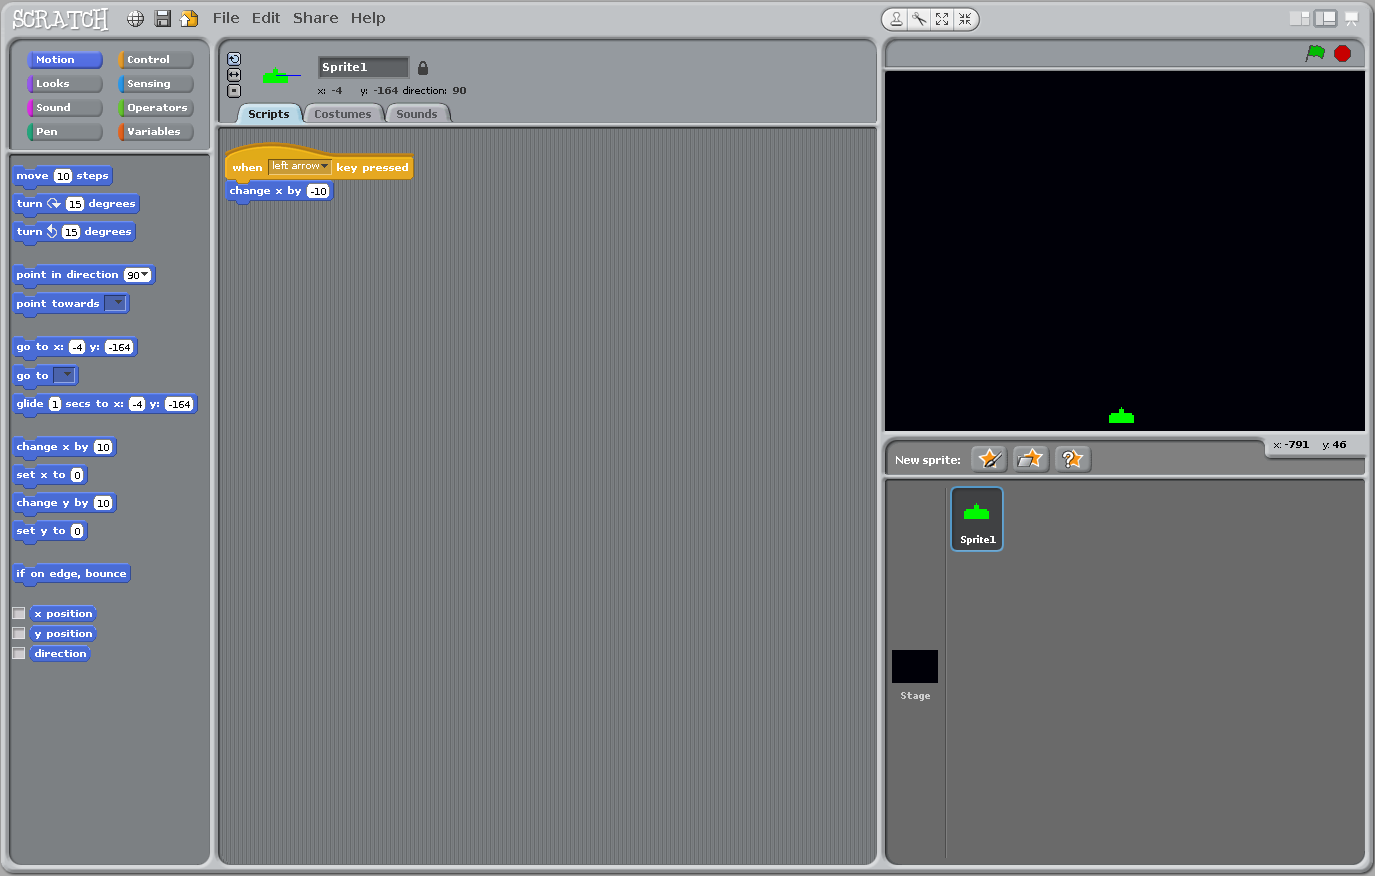 SCRATCH File Edit Share Help
Motion Control
Looks Sensing
Sound Operators
Pen Variables
move 10 steps
turn 15 degrees
turn 15 degrees
point in direction 90
point towards
go to x: -4 y: -164
go to
glide 1 secs to x: -4 y: -164
change x by 10
set x to 0
change y by 10
set y to 0
if on edge, bounce
x position
y position
direction
Sprite1
x: -4 y: -164 direction: 90
Scripts Costumes Sounds
when left arrow key pressed
change x by -10
x: -791 y: 46
New sprite:
Sprite1
Stage